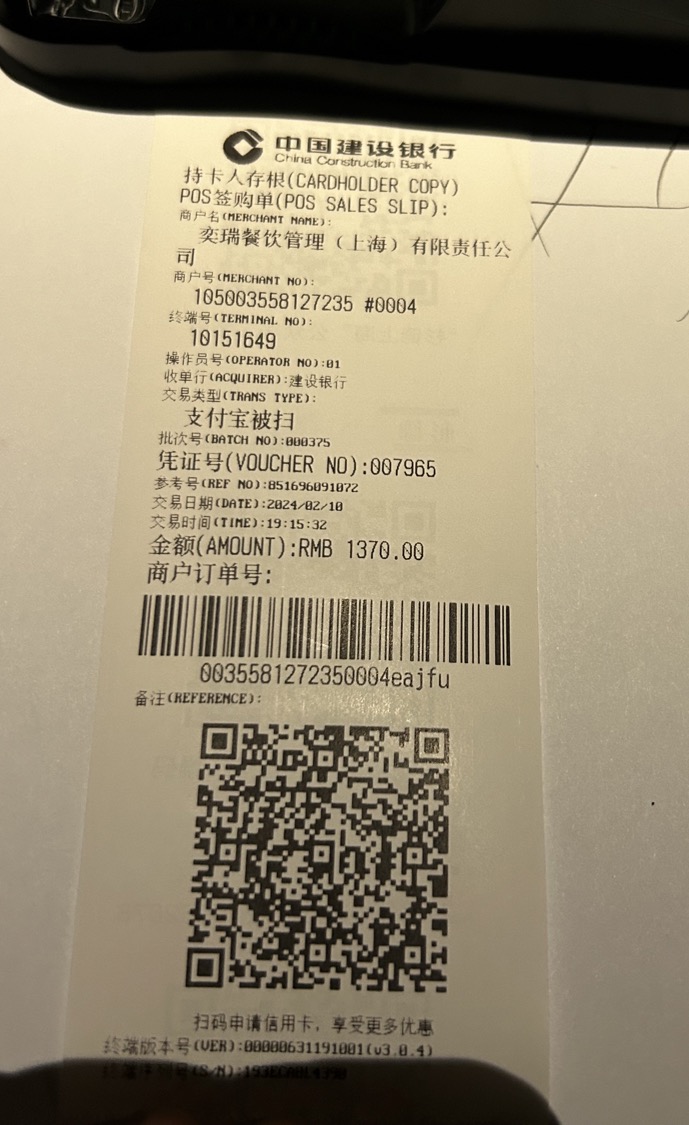 中国建设银行
China Construction Bank
持卡人存根(CARDHOLDER COPY)
POS签购单(POS SALES SLIP):
商户名(MERCHANT NAME):
奕瑞餐饮管理（上海）有限责任公
司
商户号(MERCHANT NO):
105003558127235 #0004
终端号(TERMINAL NO):
10151649
操作员号(OPERATOR NO):01
收单行(ACQUIRER):建设银行
交易类型(TRANS TYPE):
支付宝被扫
批次号(BATCH NO):000375
凭证号(VOUCHER NO):007965
参考号(REF NO):851696091072
交易日期(DATE):2024/02/10
交易时间(TIME):19:15:32
金额(AMOUNT):RMB 1370.00
商户订单号:
0035581272350004eajfu
备注(REFERENCE):
扫码申请信用卡，享受更多优惠
终端版本号(VER):00000631191001(v3.0.4)
终端序列号(S/N):